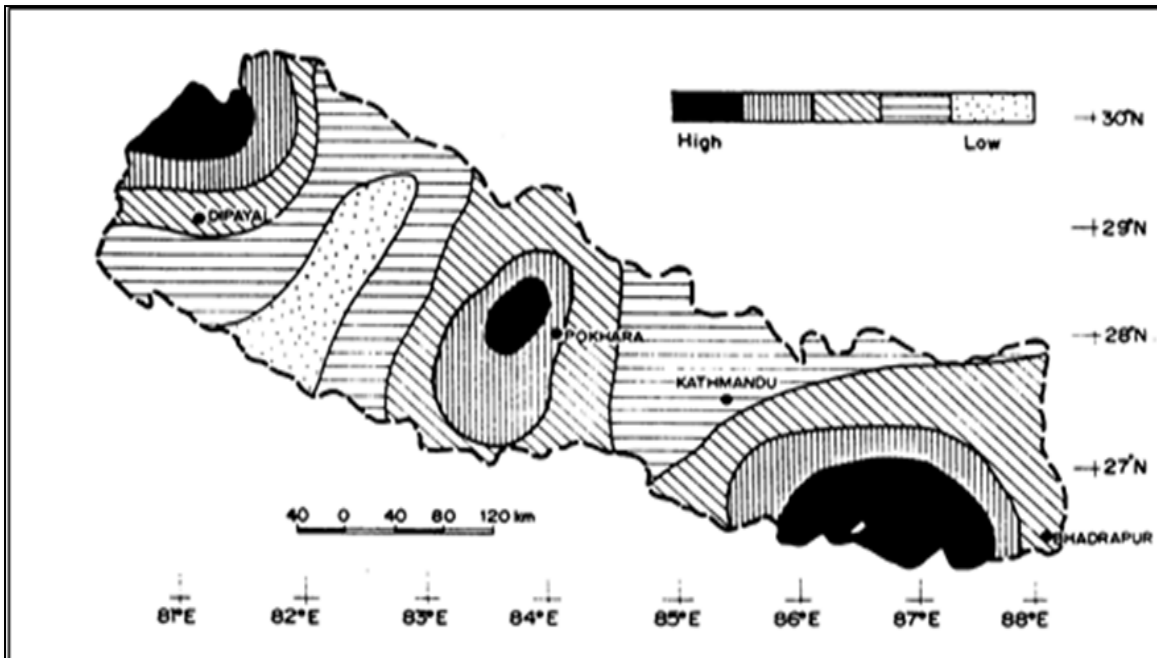 High Low
30°N
DIPAYAL
29°N
POKHARA
28°N
KATHMANDU
27°N
40 0 40 80 120 km
BHADRAPUR
81°E 82°E 83°E 84°E 85°E 86°E 87°E 88°E